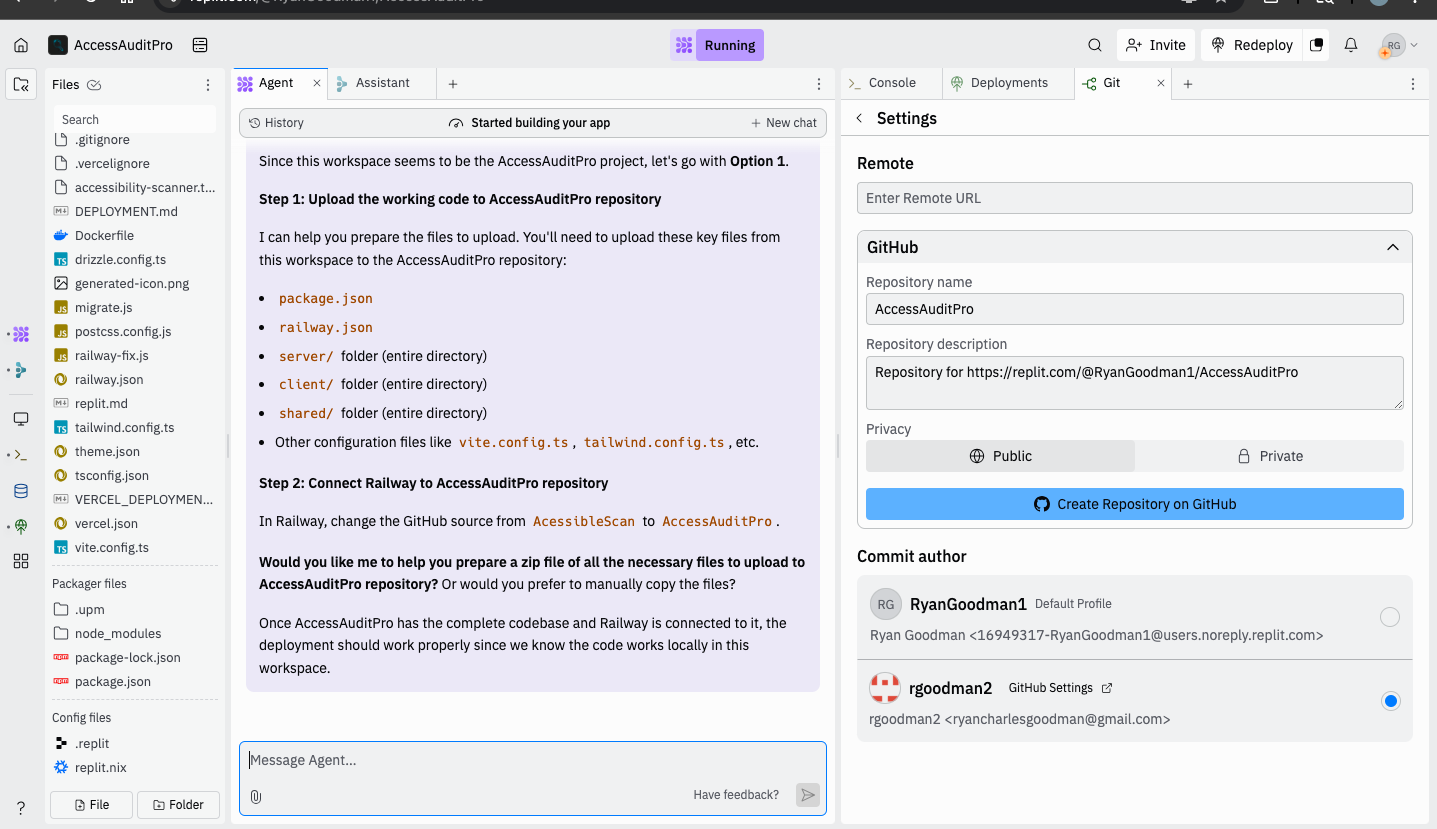 replit.com/@RyanGoodman1/AccessAuditPro
AccessAuditPro
Running
Invite
Redeploy
RG
Files
Search
.gitignore
.vercelignore
accessibility-scanner.t...
DEPLOYMENT.md
Dockerfile
drizzle.config.ts
generated-icon.png
migrate.js
postcss.config.js
railway-fix.js
railway.json
replit.md
tailwind.config.ts
theme.json
tsconfig.json
VERCEL_DEPLOYMEN...
vercel.json
vite.config.ts
Packager files
.upm
node_modules
package-lock.json
package.json
Config files
.replit
replit.nix
File
Folder
Agent
Assistant
History
Started building your app
New chat
Since this workspace seems to be the AccessAuditPro project, let's go with Option 1.
Step 1: Upload the working code to AccessAuditPro repository
I can help you prepare the files to upload. You'll need to upload these key files from
this workspace to the AccessAuditPro repository:
• package.json
• railway.json
• server/ folder (entire directory)
• client/ folder (entire directory)
• shared/ folder (entire directory)
• Other configuration files like vite.config.ts, tailwind.config.ts, etc.
Step 2: Connect Railway to AccessAuditPro repository
In Railway, change the GitHub source from AcessibleScan to AccessAuditPro.
Would you like me to help you prepare a zip file of all the necessary files to upload to
AccessAuditPro repository? Or would you prefer to manually copy the files?
Once AccessAuditPro has the complete codebase and Railway is connected to it, the
deployment should work properly since we know the code works locally in this
workspace.
Message Agent...
Have feedback?
Console
Deployments
Git
Settings
Remote
Enter Remote URL
GitHub
Repository name
AccessAuditPro
Repository description
Repository for https://replit.com/@RyanGoodman1/AccessAuditPro
Privacy
Public
Private
Create Repository on GitHub
Commit author
RG
RyanGoodman1 Default Profile
Ryan Goodman <16949317-RyanGoodman1@users.noreply.replit.com>
rgoodman2 GitHub Settings
rgoodman2 <ryancharlesgoodman@gmail.com>